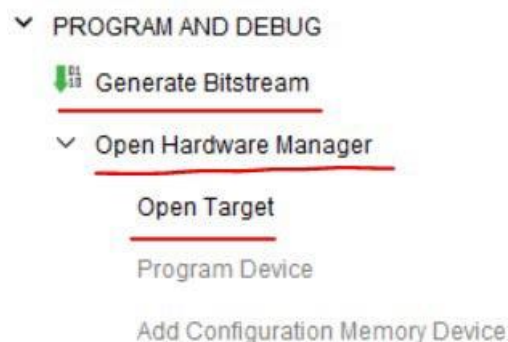 PROGRAM AND DEBUG
Generate Bitstream
Open Hardware Manager
Open Target
Program Device
Add Configuration Memory Device